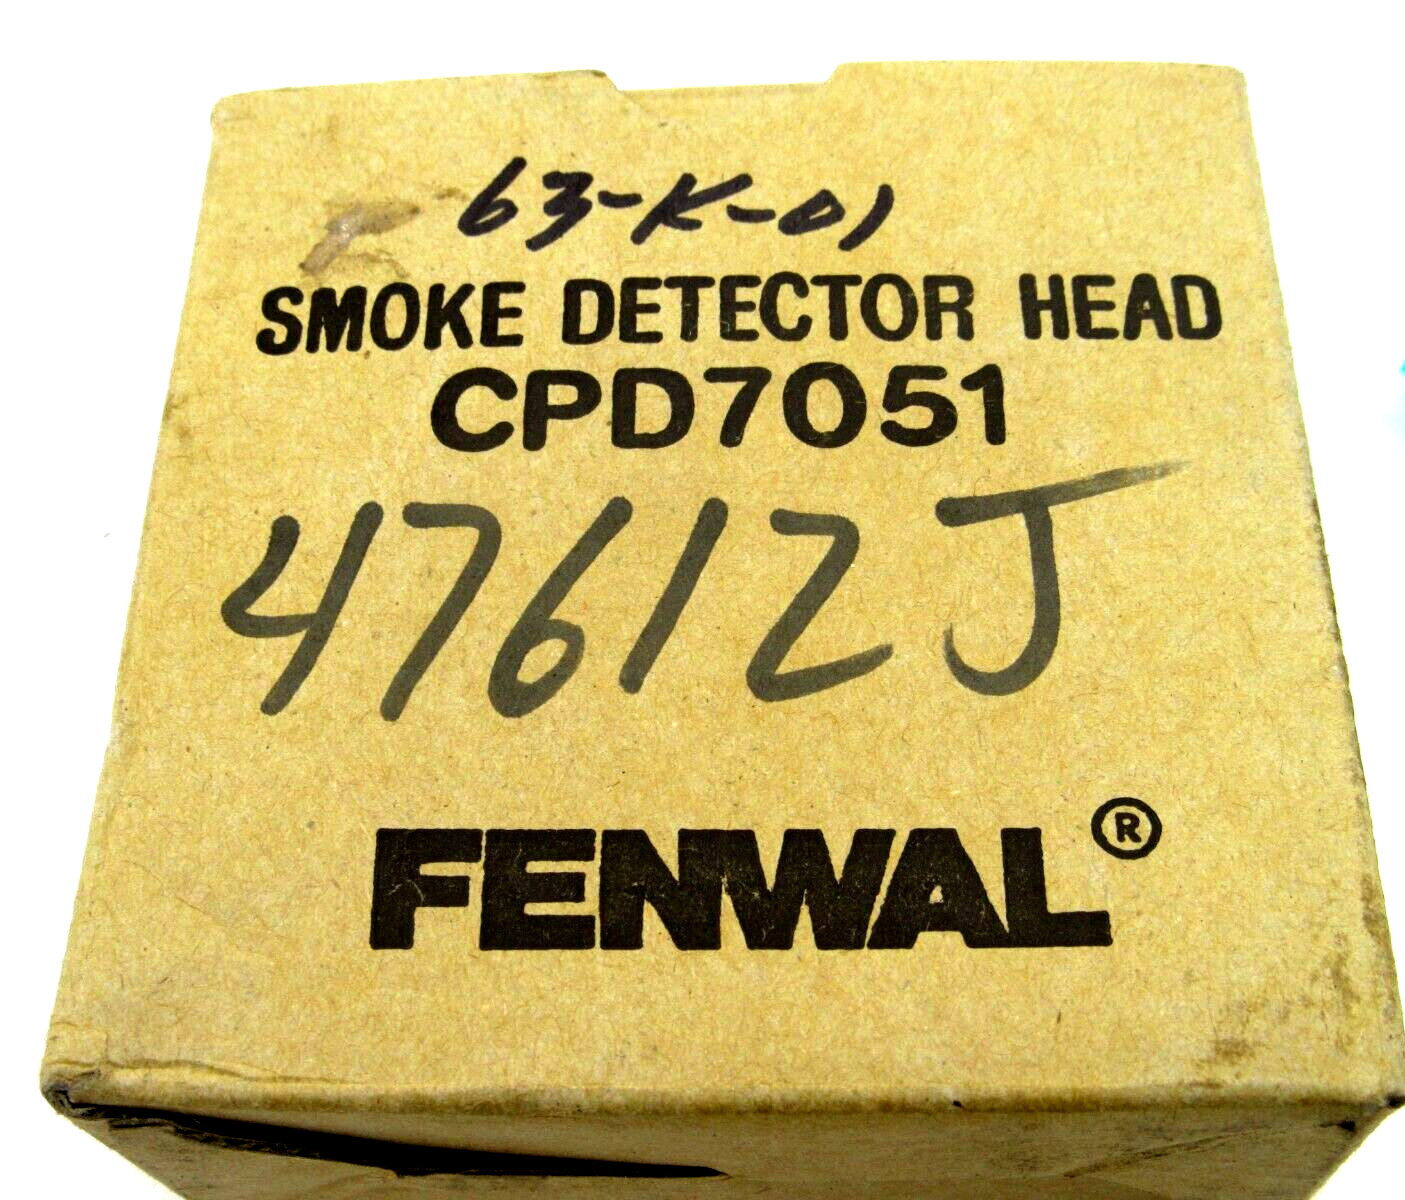 63-K-01
SMOKE DETECTOR HEAD
CPD7051
47612J
FENWAL®